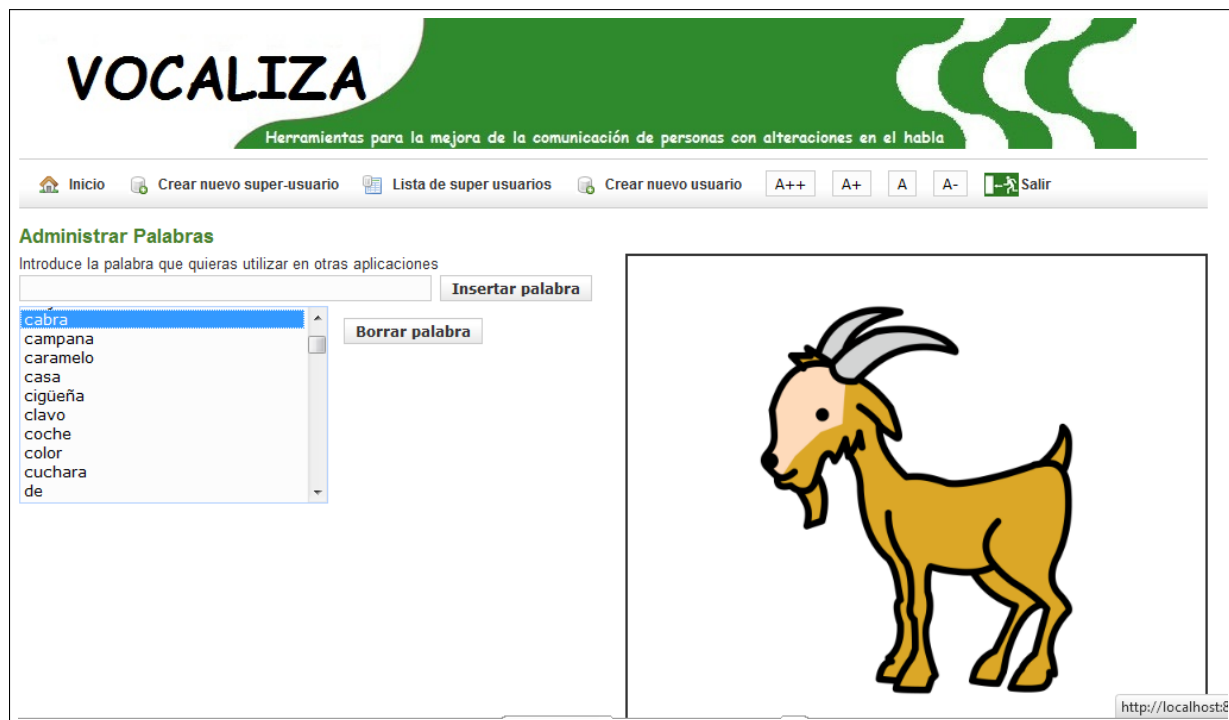 VOCALIZA
Herramientas para la mejora de la comunicación de personas con alteraciones en el habla
Inicio Crear nuevo super-usuario Lista de super usuarios Crear nuevo usuario A++ A+ A A- Salir
Administrar Palabras
Introduce la palabra que quieras utilizar en otras aplicaciones
Insertar palabra
cabra
Borrar palabra
campana
caramelo
casa
cigüeña
clavo
coche
color
cuchara
de
http://localhost:8